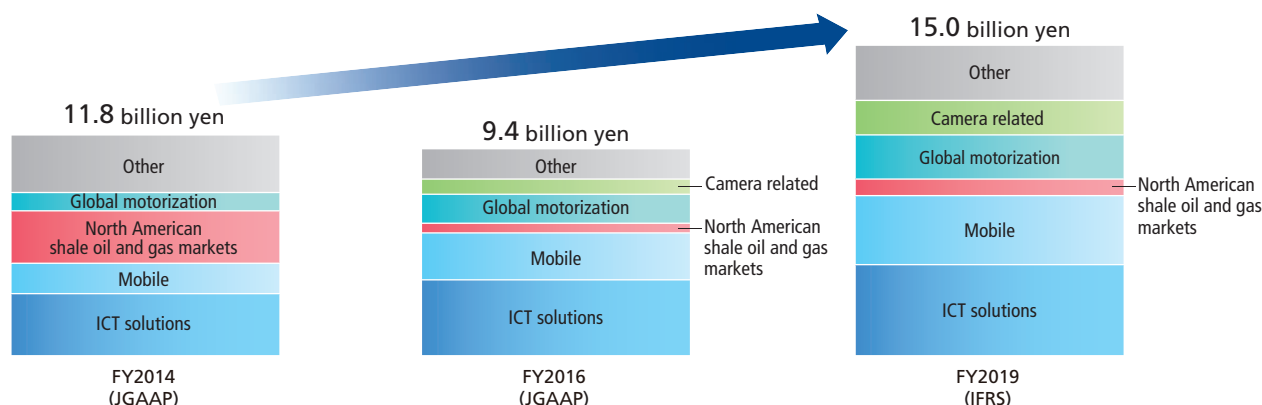 11.8 billion yen
Other
Global motorization
North American
shale oil and gas markets
Mobile
ICT solutions
FY2014
(JGAAP)
9.4 billion yen
Other
Camera related
Global motorization
North American
shale oil and gas
markets
Mobile
ICT solutions
FY2016
(JGAAP)
15.0 billion yen
Other
Camera related
Global motorization
North American
shale oil and gas
markets
Mobile
ICT solutions
FY2019
(IFRS)